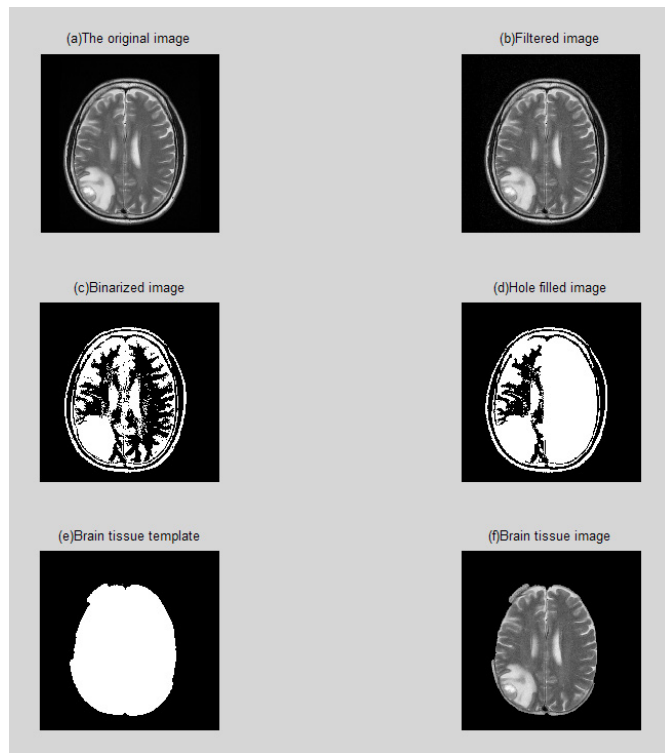 (a)The original image
(b)Filtered image
(c)Binarized image
(d)Hole filled image
(e)Brain tissue template
(f)Brain tissue image